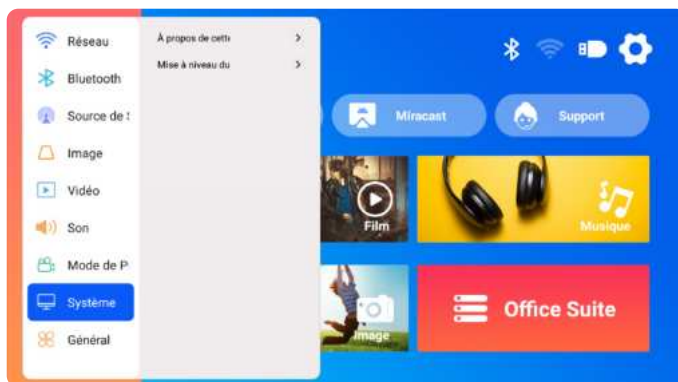 Réseau
Bluetooth
Source de S
Image
Vidéo
Son
Mode de P
Système
Général
À propos de cette
Mise à niveau du
Miracast
Support
Film
Musique
Image
Office Suite